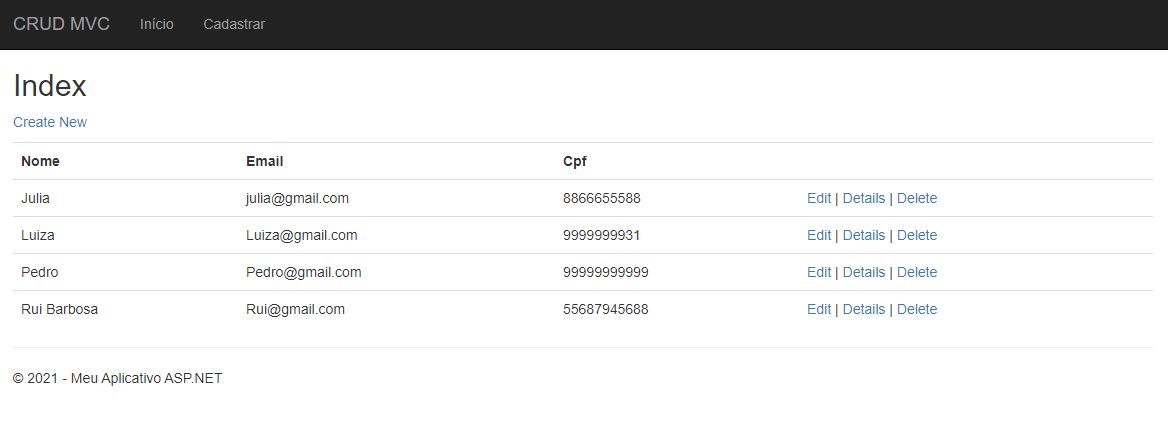 CRUD MVC Início Cadastrar
Index
Create New
Nome Email Cpf
Julia julia@gmail.com 8866655588 Edit | Details | Delete
Luiza Luiza@gmail.com 9999999931 Edit | Details | Delete
Pedro Pedro@gmail.com 99999999999 Edit | Details | Delete
Rui Barbosa Rui@gmail.com 55687945688 Edit | Details | Delete
© 2021 - Meu Aplicativo ASP.NET